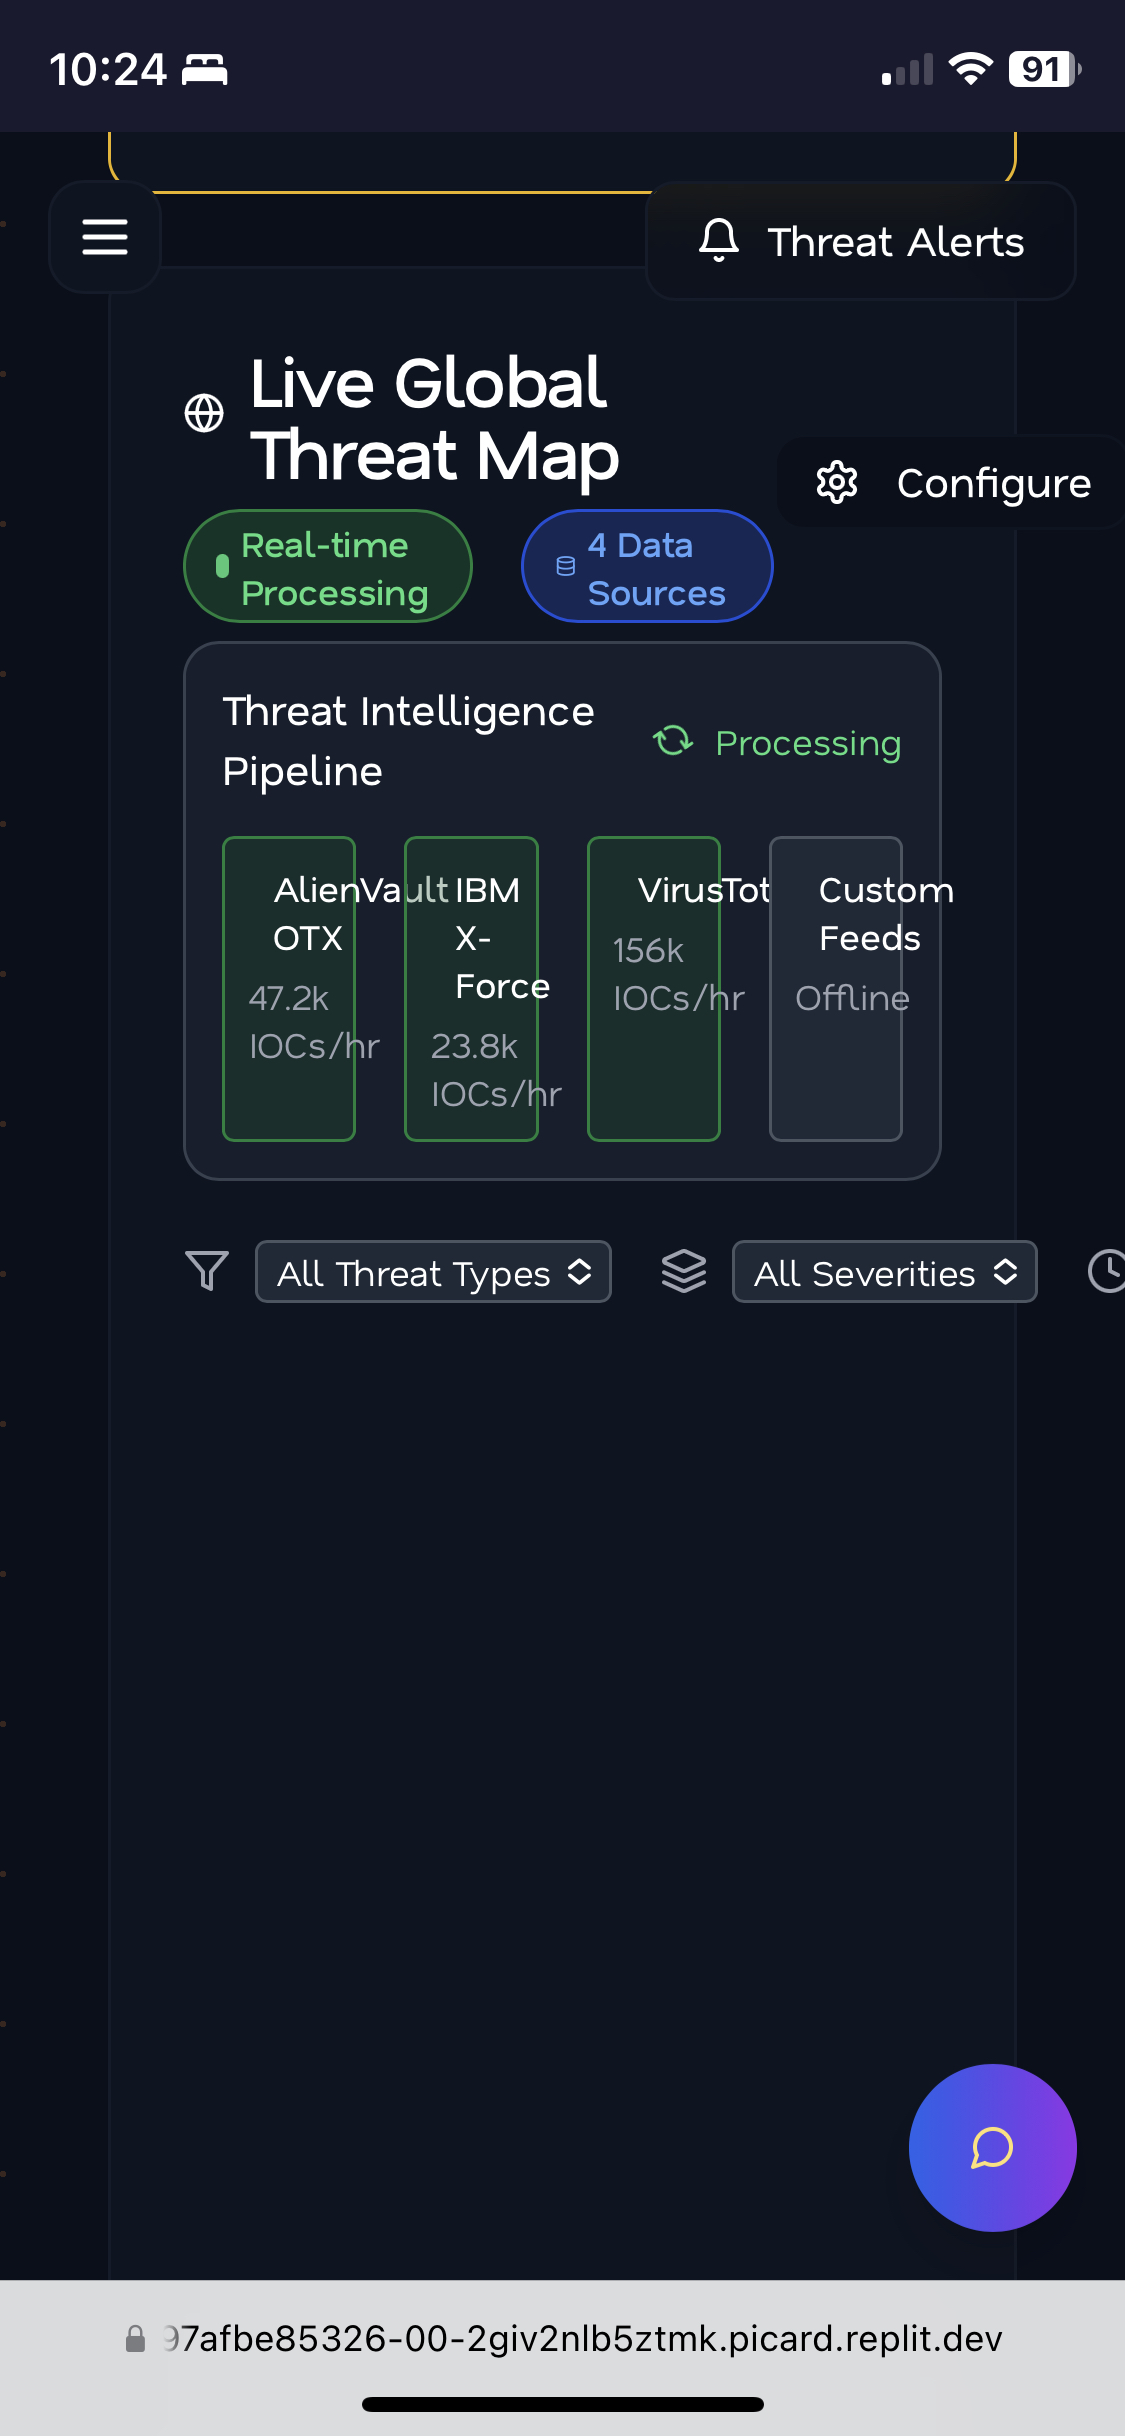 10:24
91
Threat Alerts
Live Global
Threat Map
Configure
Real-time
Processing
4 Data
Sources
Threat Intelligence
Pipeline
Processing
AlienVault
OTX
47.2k
IOCs/hr
IBM
X-
Force
23.8k
IOCs/hr
VirusTot
156k
IOCs/hr
Custom
Feeds
Offline
All Threat Types
All Severities
97afbe85326-00-2giv2nlb5ztmk.picard.replit.dev